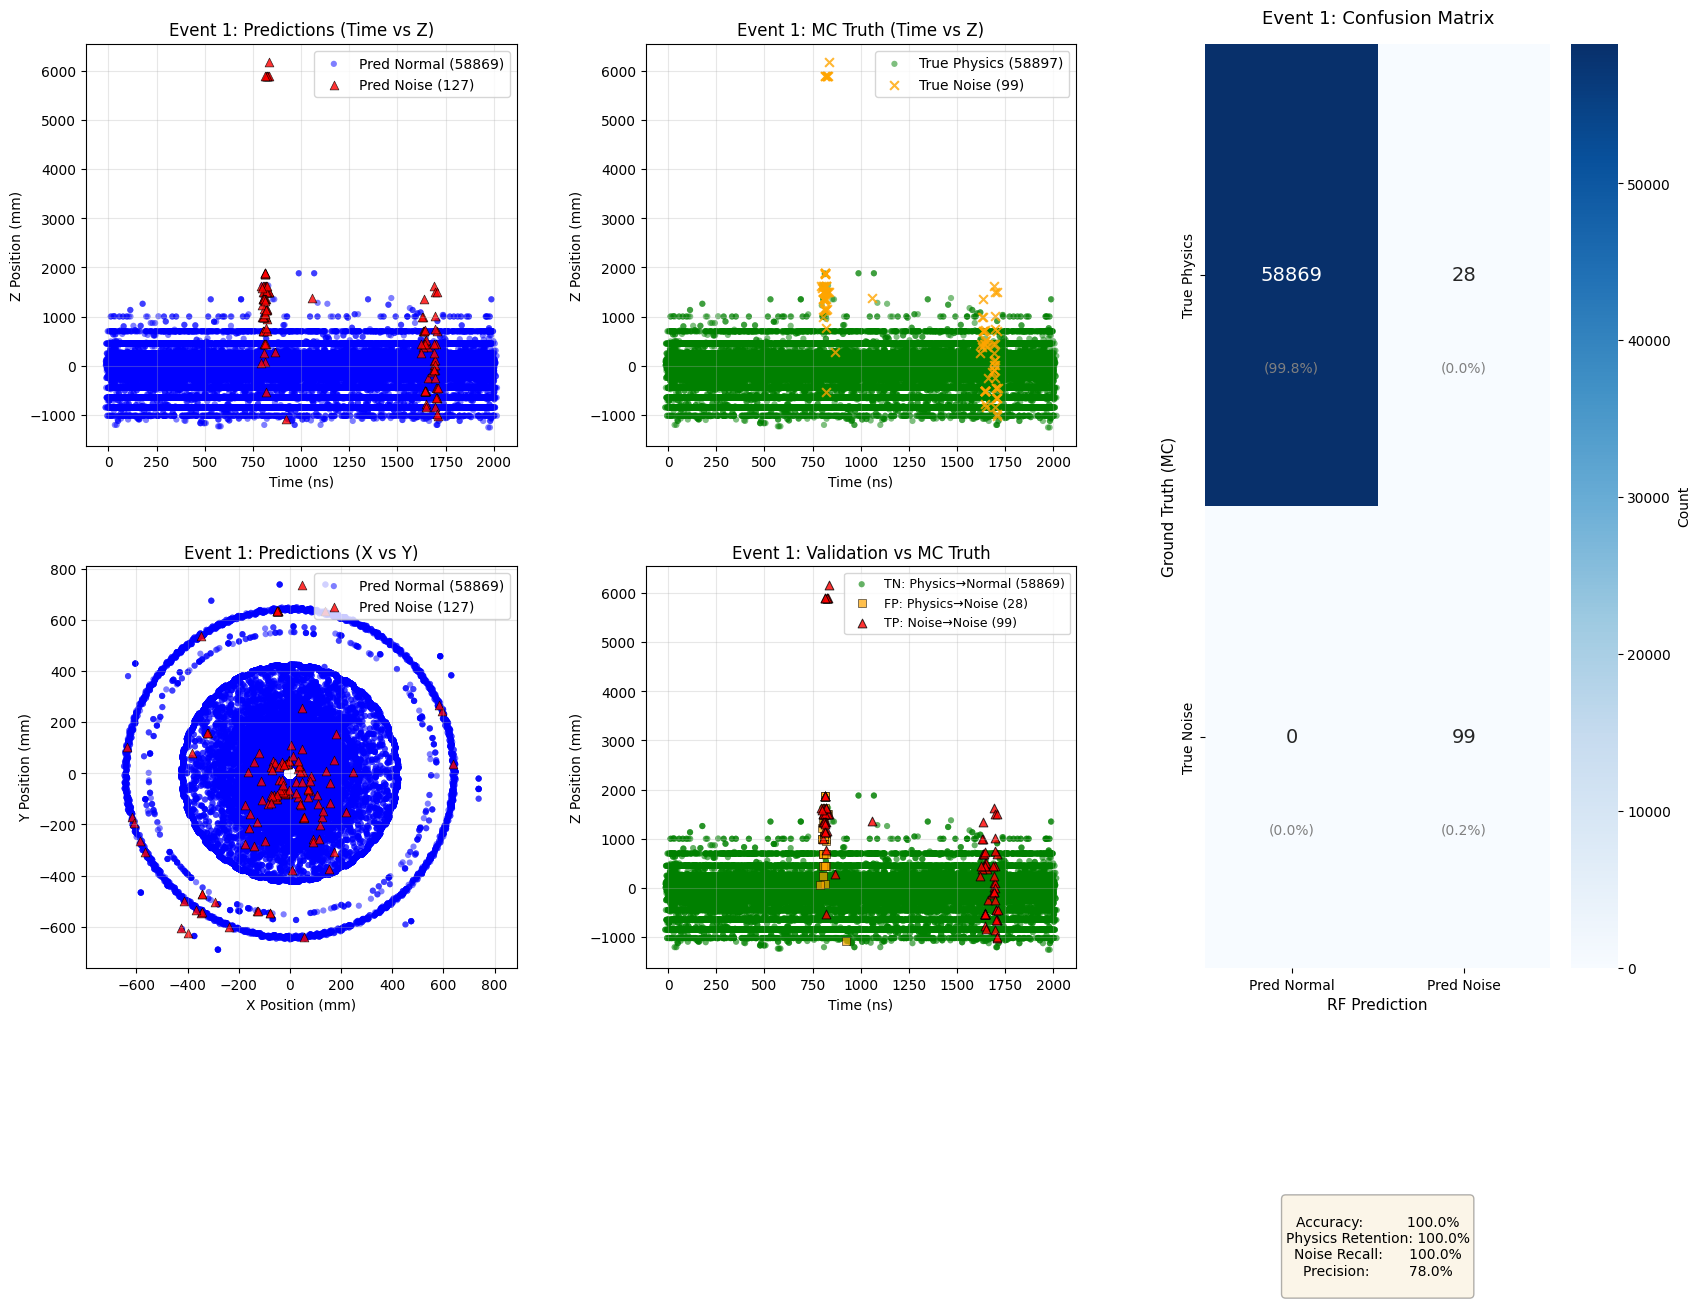 Event 1: Predictions (Time vs Z)
Pred Normal (58869)
Pred Noise (127)
6000
5000
4000
3000
2000
1000
0
−1000
Z Position (mm)
0 250 500 750 1000 1250 1500 1750 2000
Time (ns)
Event 1: MC Truth (Time vs Z)
True Physics (58897)
True Noise (99)
6000
5000
4000
3000
2000
1000
0
−1000
Z Position (mm)
0 250 500 750 1000 1250 1500 1750 2000
Time (ns)
Event 1: Predictions (X vs Y)
Pred Normal (58869)
Pred Noise (127)
800
600
400
200
0
−200
−400
−600
Y Position (mm)
−600 −400 −200 0 200 400 600 800
X Position (mm)
Event 1: Validation vs MC Truth
TN: Physics→Normal (58869)
FP: Physics→Noise (28)
TP: Noise→Noise (99)
6000
5000
4000
3000
2000
1000
0
−1000
Z Position (mm)
0 250 500 750 1000 1250 1500 1750 2000
Time (ns)
Event 1: Confusion Matrix
Ground Truth (MC)
True Physics
58869 28
(99.8%) (0.0%)
True Noise
0 99
(0.0%) (0.2%)
Pred Normal Pred Noise
RF Prediction
50000
40000
30000
20000
10000
0
Count
Accuracy: 100.0%
Physics Retention: 100.0%
Noise Recall: 100.0%
Precision: 78.0%